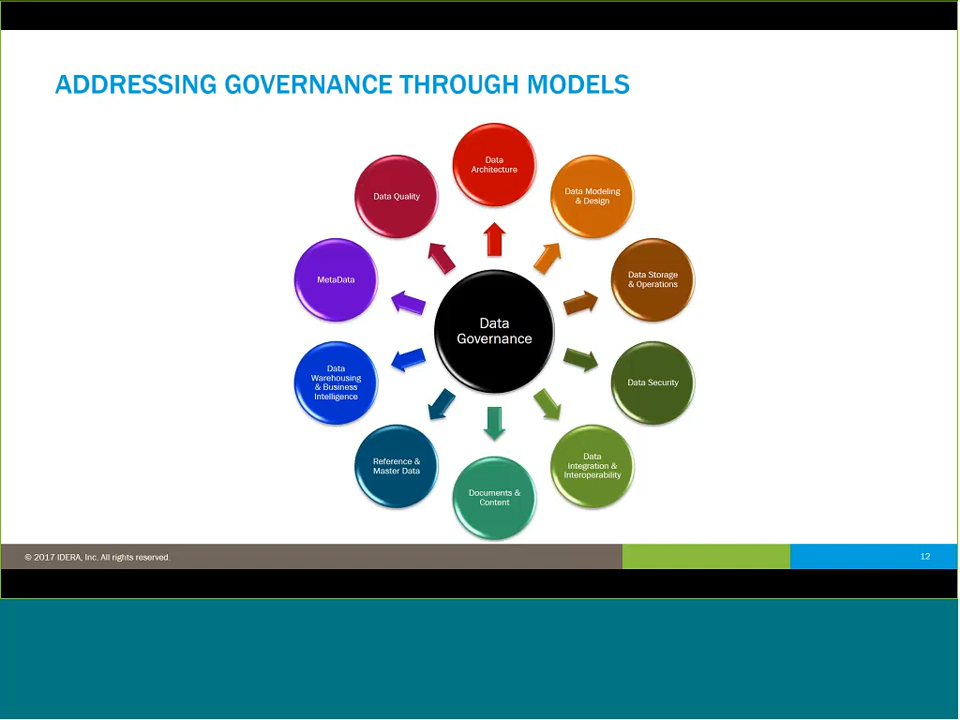 ADDRESSING GOVERNANCE THROUGH MODELS
Data
Architecture
Data Modeling
& Design
Data Storage
& Operations
Data Security
Data
Integration &
Interoperability
Documents &
Content
Reference &
Master Data
Data
Warehousing
& Business
Intelligence
MetaData
Data Quality
Data
Governance
© 2017 IDERA, Inc. All rights reserved.
12